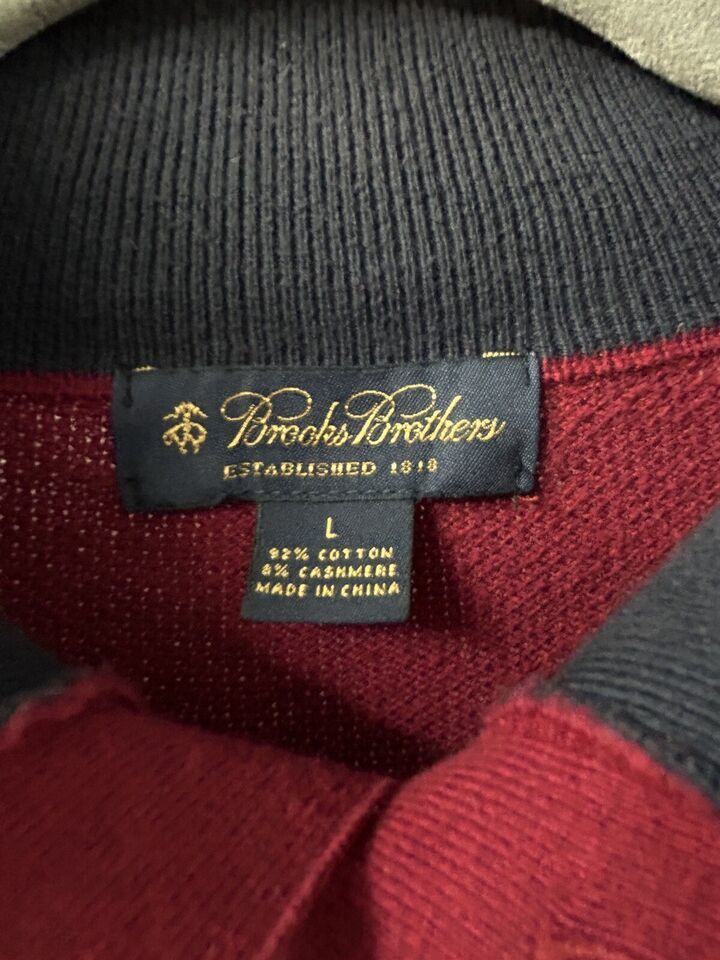 Brooks Brothers
ESTABLISHED 1818
L
92% COTTON
8% CASHMERE
MADE IN CHINA